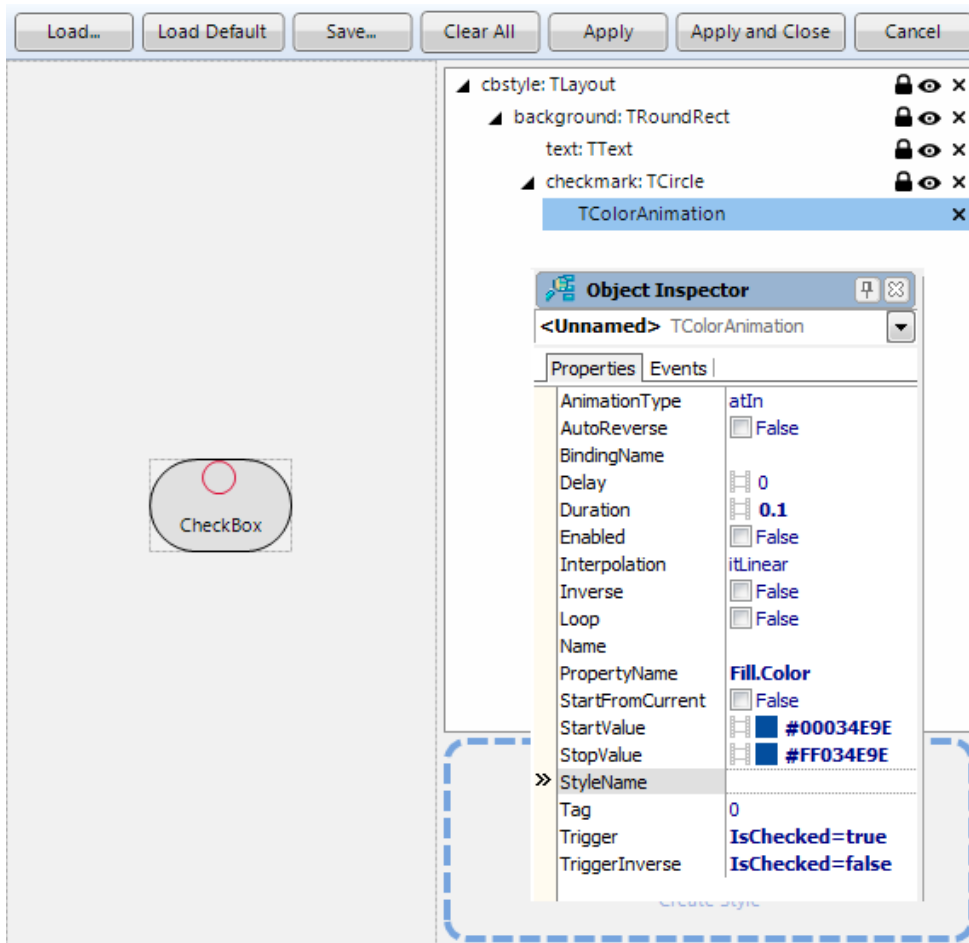 Load... Load Default Save... Clear All Apply Apply and Close Cancel
cbstyle: TLayout
background: TRoundRect
text: TText
checkmark: TCircle
TColorAnimation
Object Inspector
<Unnamed> TColorAnimation
Properties Events
AnimationType atIn
AutoReverse False
BindingName
Delay 0
Duration 0.1
Enabled False
Interpolation itLinear
Inverse False
Loop False
Name
PropertyName Fill.Color
StartFromCurrent False
StartValue #00034E9E
StopValue #FF034E9E
StyleName
Tag 0
Trigger IsChecked=true
TriggerInverse IsChecked=false
CheckBox
Create Style